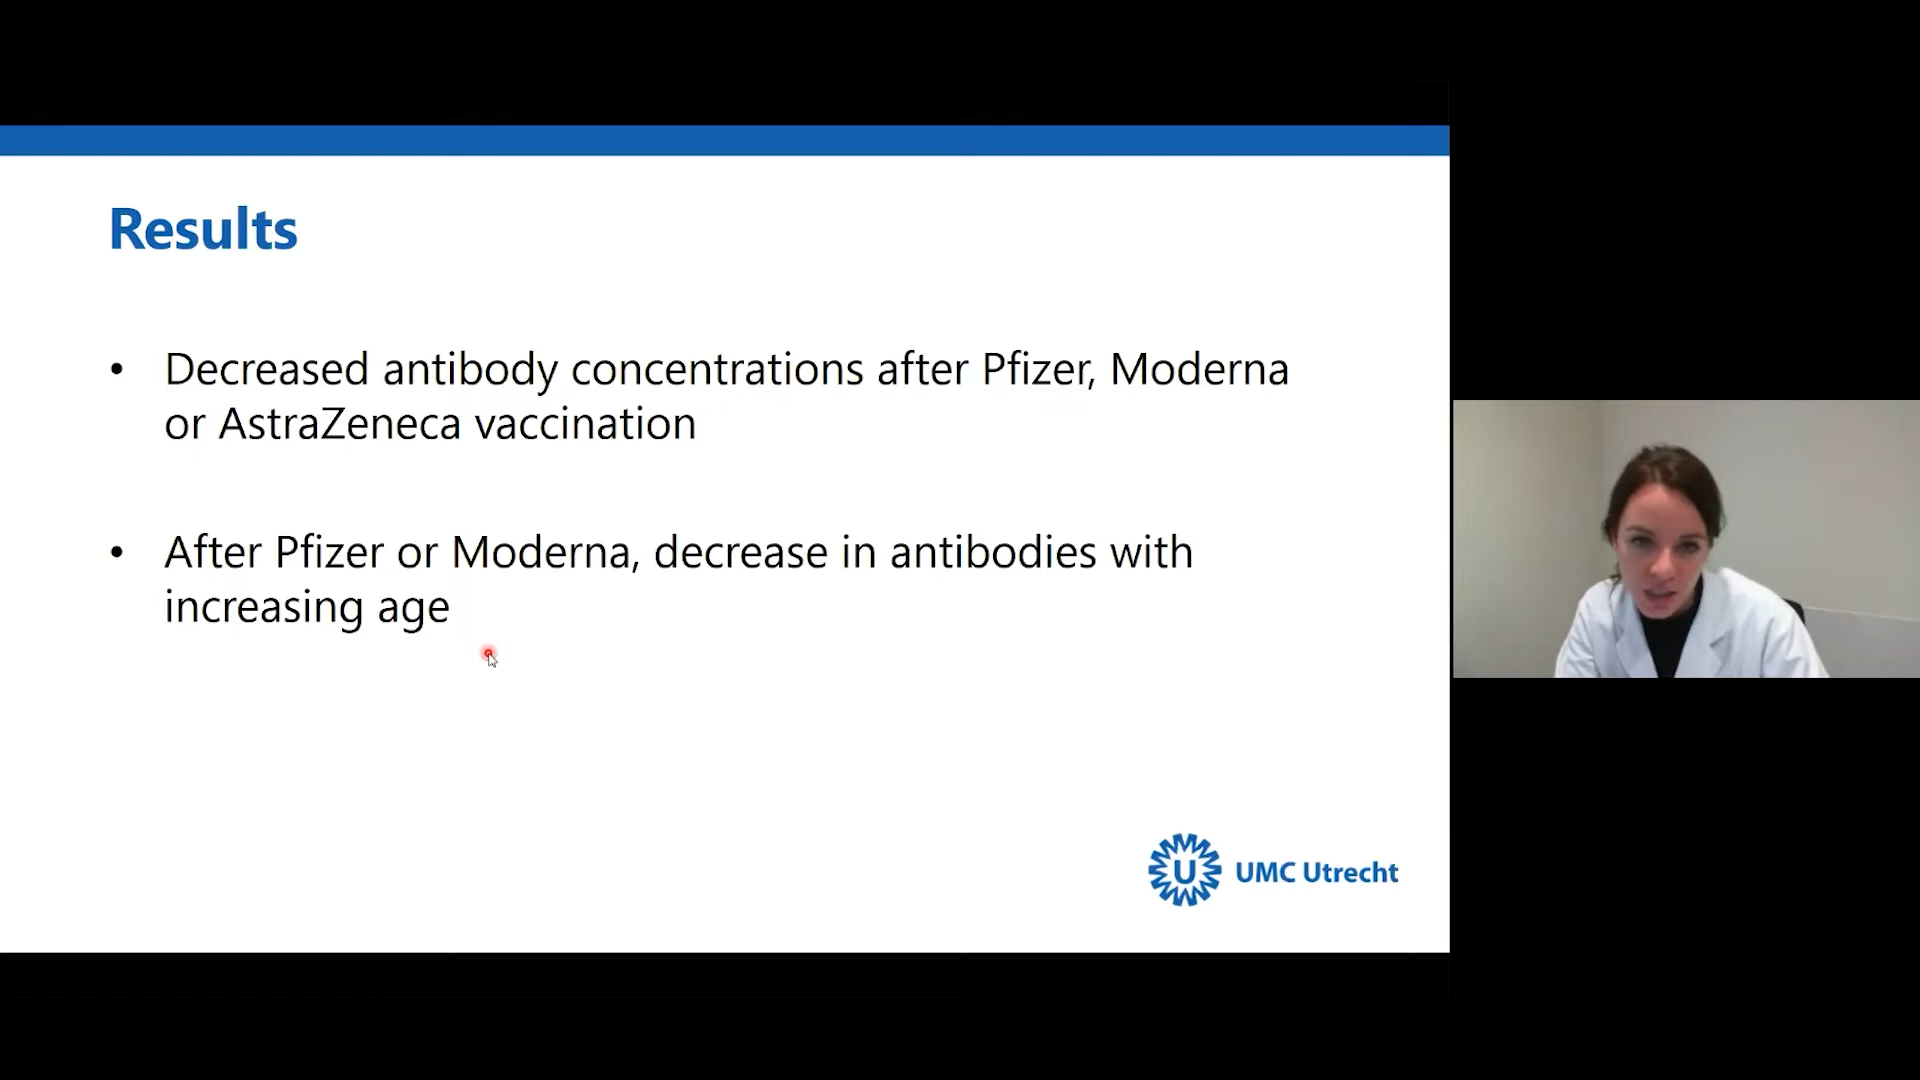 Results
• Decreased antibody concentrations after Pfizer, Moderna
or AstraZeneca vaccination
• After Pfizer or Moderna, decrease in antibodies with
increasing age
U UMC Utrecht